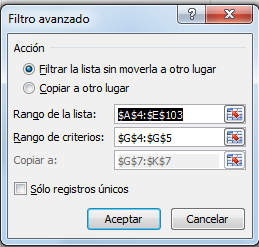 Filtro avanzado
Acción
Filtrar la lista sin moverla a otro lugar
Copiar a otro lugar
Rango de la lista: $A$4:$E$103
Rango de criterios: $G$4:$G$5
Copiar a: $G$7:$K$7
Sólo registros únicos
Aceptar Cancelar